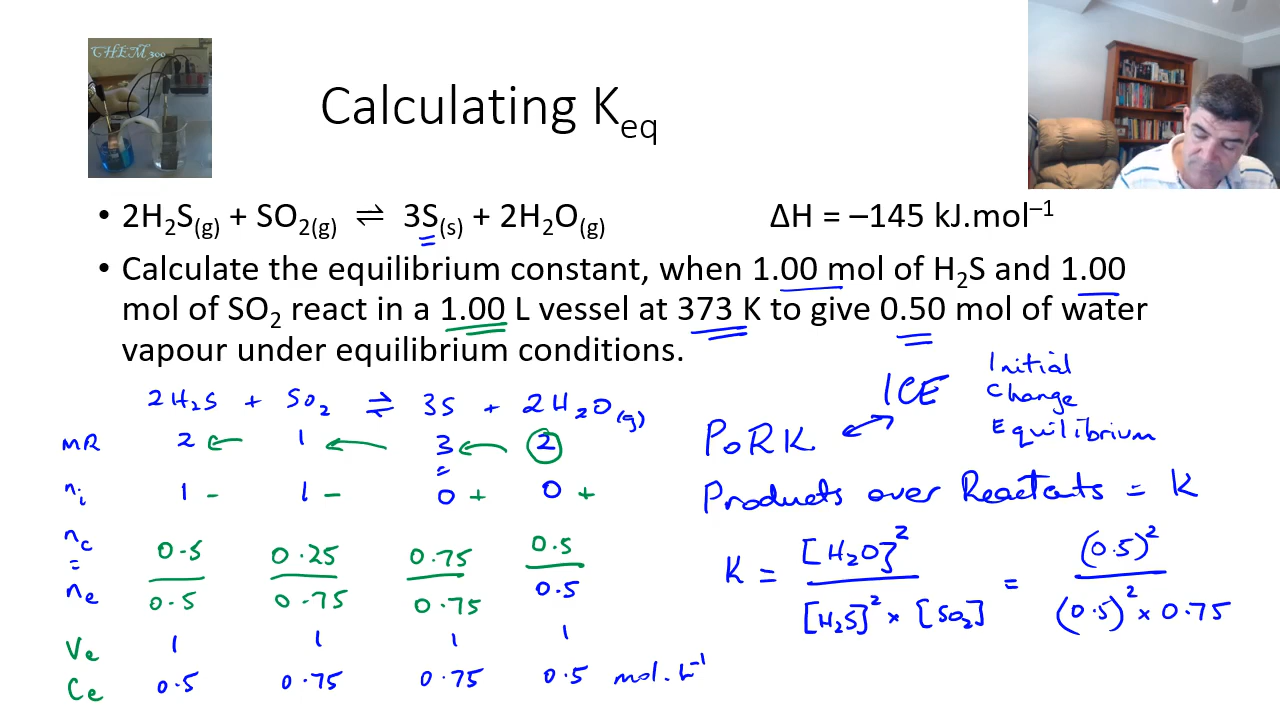 CHEM300
Calculating Keq
• 2H2S(g) + SO2(g) ⇌ 3S(s) + 2H2O(g) ΔH = –145 kJ.mol–1
• Calculate the equilibrium constant, when 1.00 mol of H2S and 1.00
mol of SO2 react in a 1.00 L vessel at 373 K to give 0.50 mol of water
vapour under equilibrium conditions.
2H2S + SO2 ⇌ 3S + 2H2O(g)
MR 2 ← 1 ← 3 ← 2
ni 1 – 1 – 0 + 0 +
nc 0.5 0.25 0.75 0.5
ne 0.5 0.75 0.75 0.5
Ve 1 1 1 1
Ce 0.5 0.75 0.75 0.5 mol.L-1
ICE
Initial
Change
Equilibrium
PoRK
Products over Reactants = K
K = [H2O]2 / [H2S]2 × [SO2] = (0.5)2 / (0.5)2 × 0.75